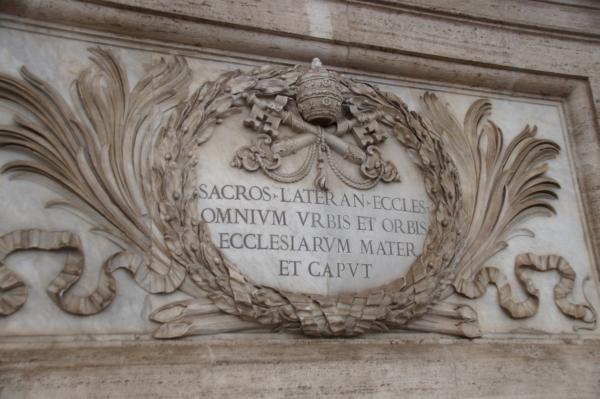 SACROS · LATERAN · ECCLES
OMNIVM VRBIS ET ORBIS
ECCLESIARVM MATER
ET CAPVT